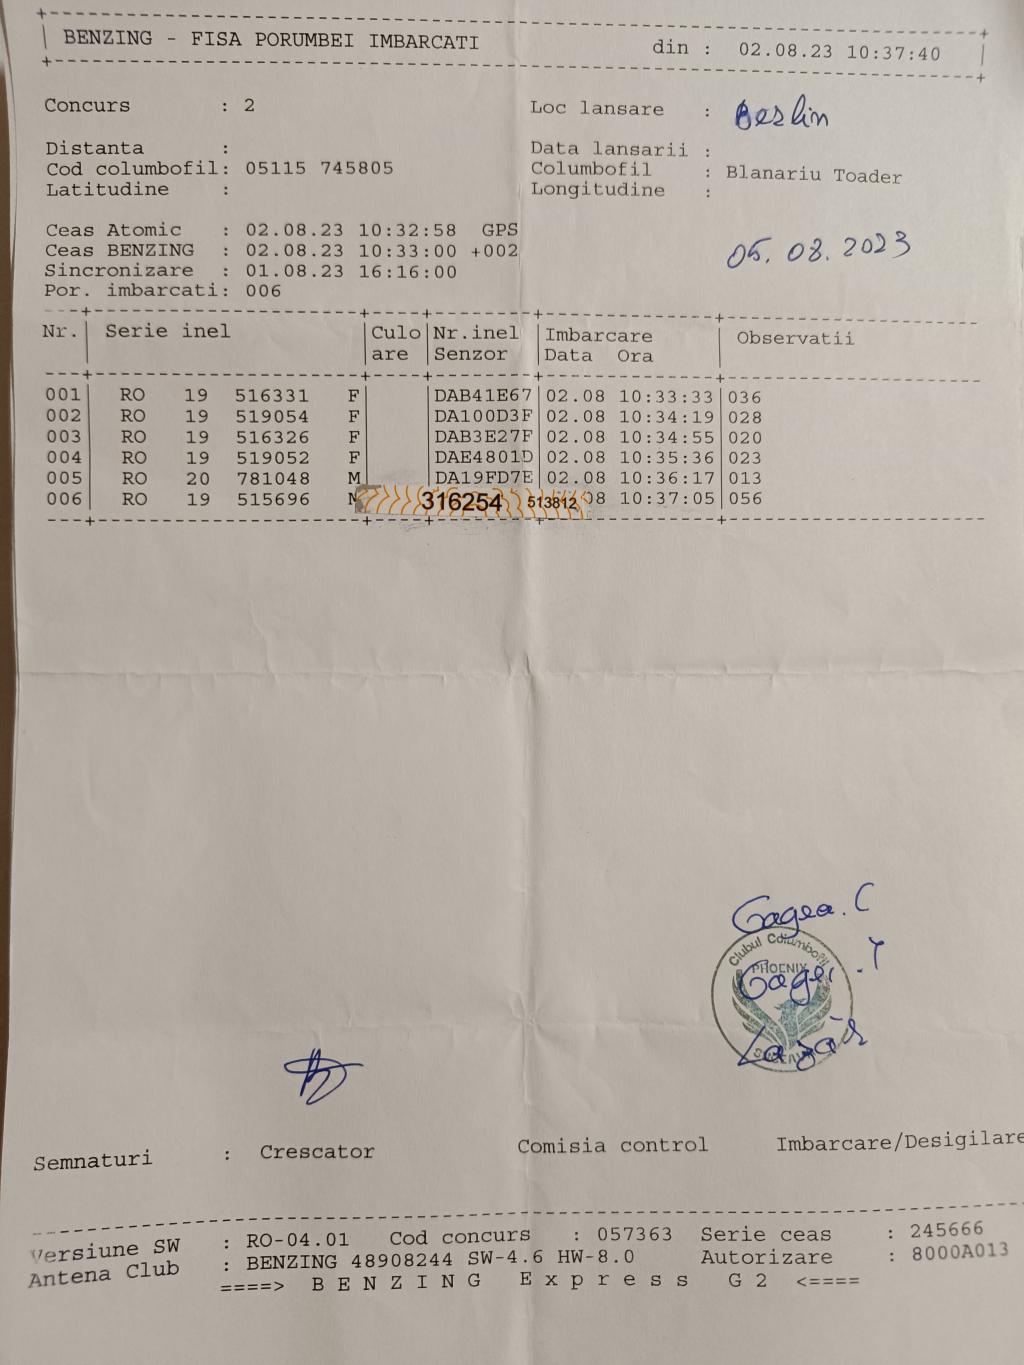 BENZING - FISA PORUMBEI IMBARCATI din : 02.08.23 10:37:40
Concurs : 2 Loc lansare : Berlin
Distanta : Data lansarii :
Cod columbofil: 05115 745805 Columbofil : Blanariu Toader
Latitudine : Longitudine :
Ceas Atomic : 02.08.23 10:32:58 GPS
Ceas BENZING : 02.08.23 10:33:00 +002 05.08.2023
Sincronizare : 01.08.23 16:16:00
Por. imbarcati: 006
Nr. Serie inel Culo Nr.inel Imbarcare Observatii
are Senzor Data Ora
001 RO 19 516331 F DAB41E67 02.08 10:33:33 036
002 RO 19 519054 F DA100D3F 02.08 10:34:19 028
003 RO 19 516326 F DAB3E27F 02.08 10:34:55 020
004 RO 19 519052 F DAE4801D 02.08 10:35:36 023
005 RO 20 781048 M DA19FD7E 02.08 10:36:17 013
006 RO 19 515696 316254 513812 08 10:37:05 056
Gagea. C
Clubul Columbofil
PHOENIX
Lazăr
Semnaturi : Crescator Comisia control Imbarcare/Desigilare
Versiune SW : RO-04.01 Cod concurs : 057363 Serie ceas : 245666
Antena Club : BENZING 48908244 SW-4.6 HW-8.0 Autorizare : 8000A013
====> B E N Z I N G E x p r e s s G 2 <====